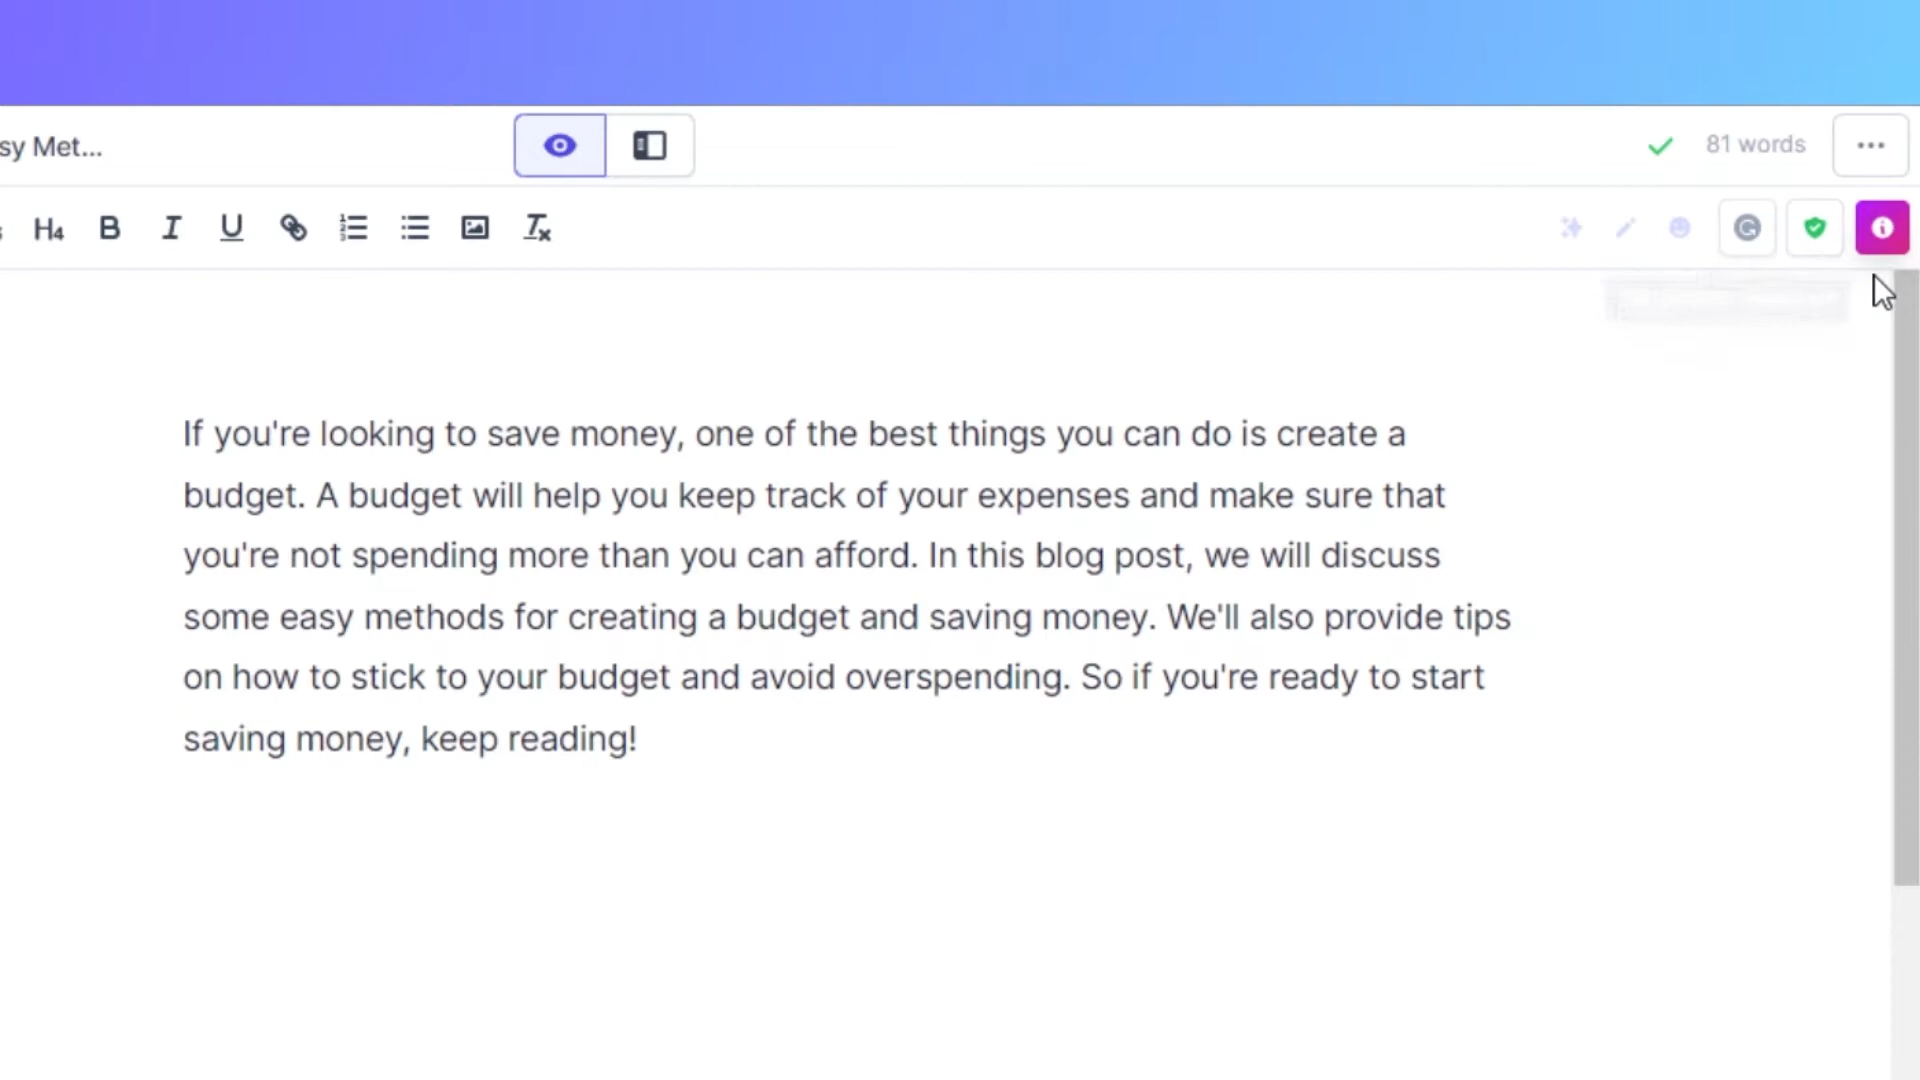 sy Met...
81 words
H4 B I U
If you're looking to save money, one of the best things you can do is create a
budget. A budget will help you keep track of your expenses and make sure that
you're not spending more than you can afford. In this blog post, we will discuss
some easy methods for creating a budget and saving money. We'll also provide tips
on how to stick to your budget and avoid overspending. So if you're ready to start
saving money, keep reading!